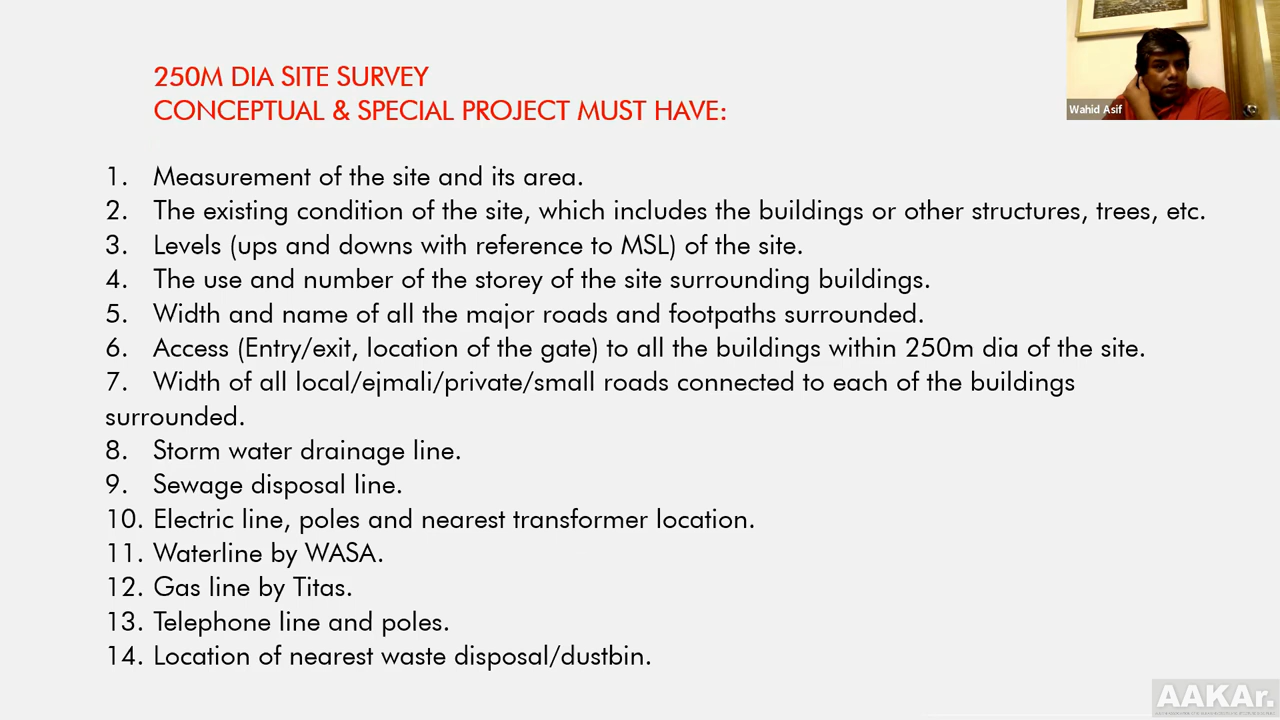 250M DIA SITE SURVEY
CONCEPTUAL & SPECIAL PROJECT MUST HAVE:
Wahid Asif
1. Measurement of the site and its area.
2. The existing condition of the site, which includes the buildings or other structures, trees, etc.
3. Levels (ups and downs with reference to MSL) of the site.
4. The use and number of the storey of the site surrounding buildings.
5. Width and name of all the major roads and footpaths surrounded.
6. Access (Entry/exit, location of the gate) to all the buildings within 250m dia of the site.
7. Width of all local/ejmali/private/small roads connected to each of the buildings
surrounded.
8. Storm water drainage line.
9. Sewage disposal line.
10. Electric line, poles and nearest transformer location.
11. Waterline by WASA.
12. Gas line by Titas.
13. Telephone line and poles.
14. Location of nearest waste disposal/dustbin.
AAKAr.